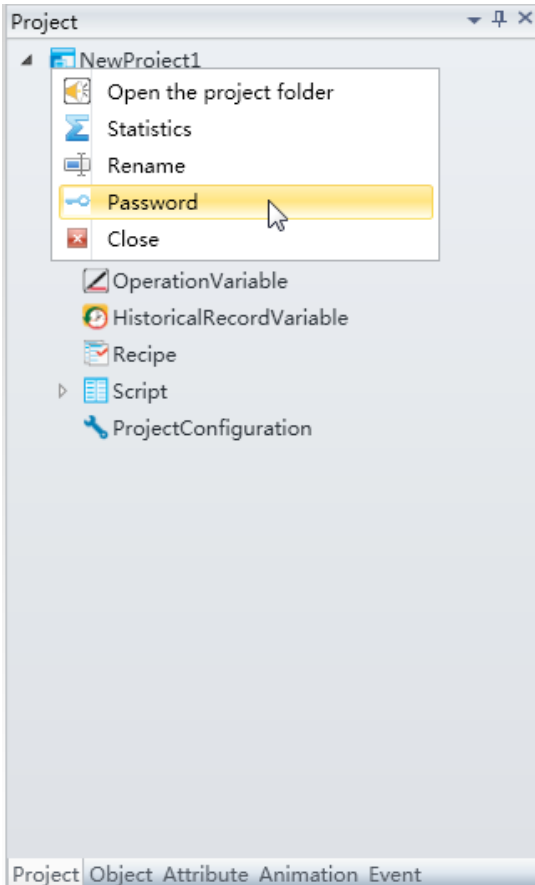 Project
NewProject1
Open the project folder
Statistics
Rename
Password
Close
OperationVariable
HistoricalRecordVariable
Recipe
Script
ProjectConfiguration
Project Object Attribute Animation Event